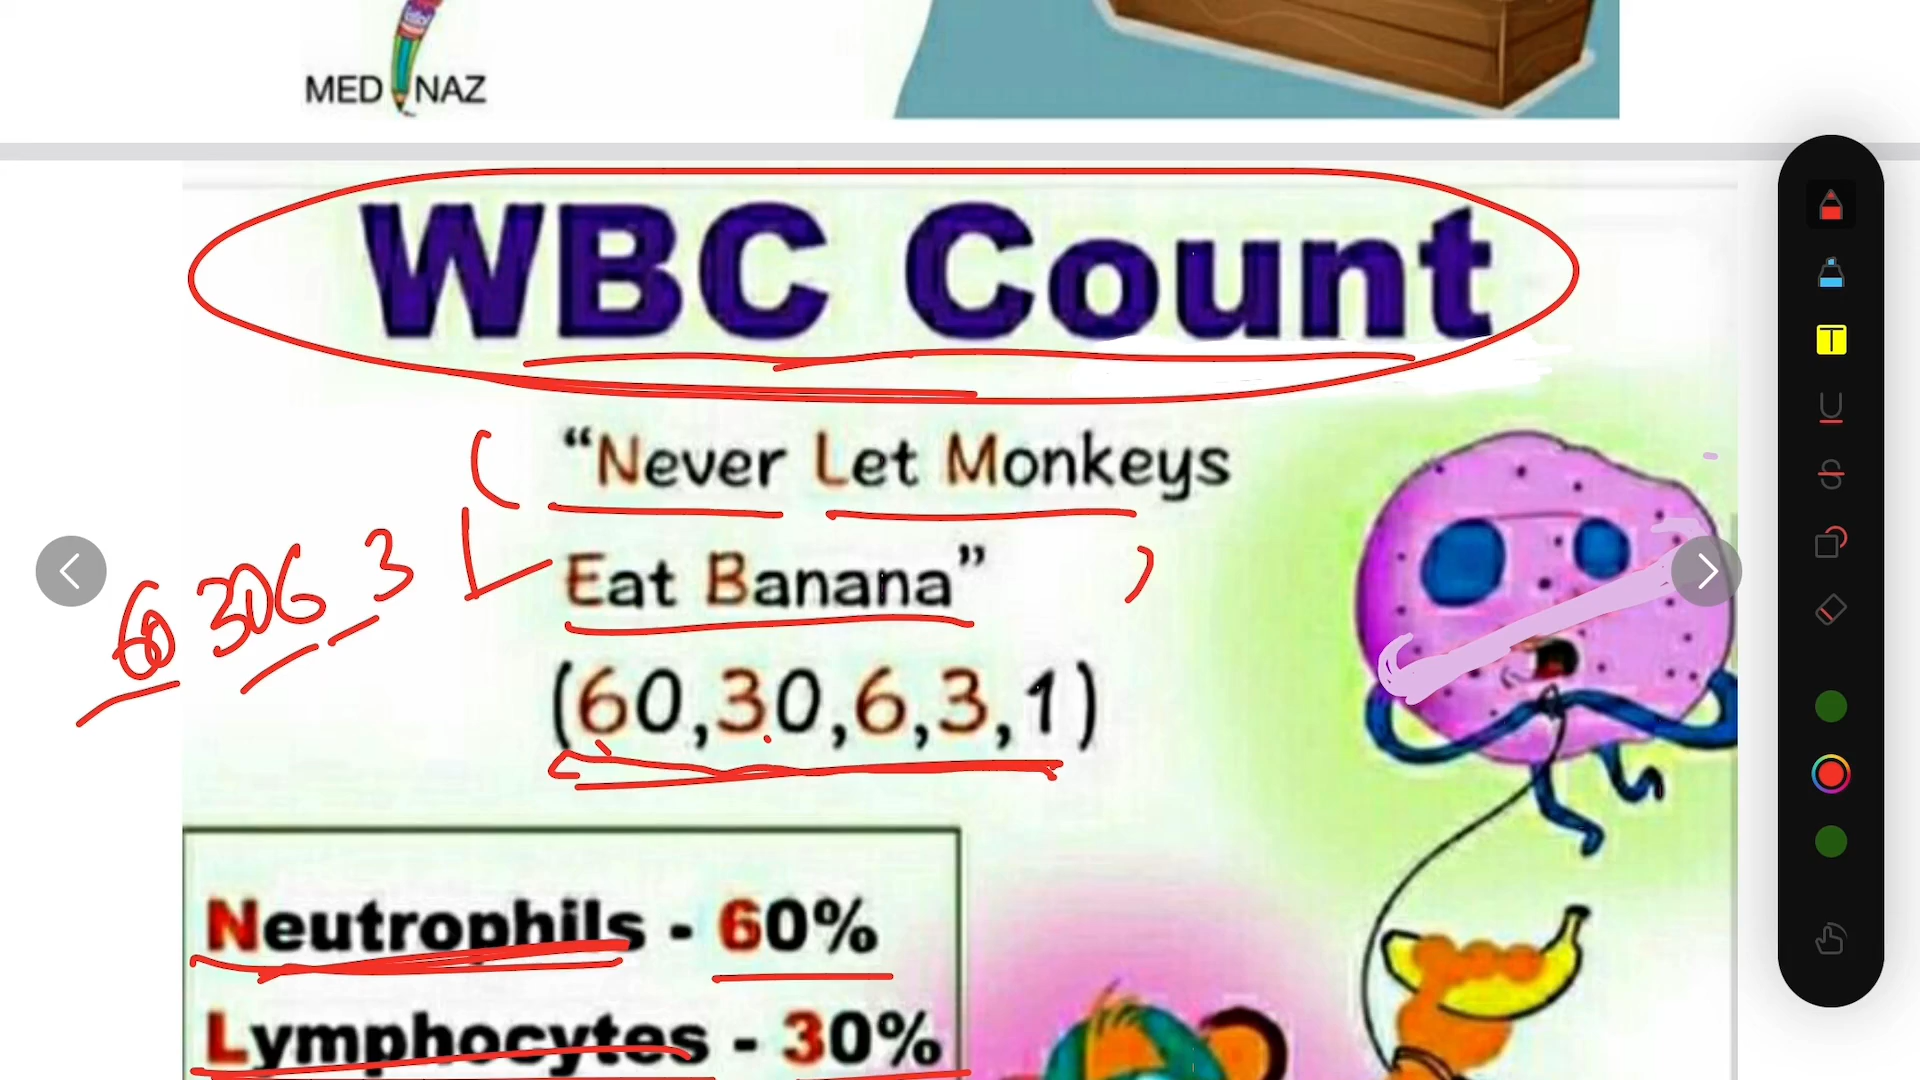 MED NAZ
WBC Count
“Never Let Monkeys
Eat Banana”
60 30 6 3
(60,30,6,3,1)
Neutrophils - 60%
Lymphocytes - 30%